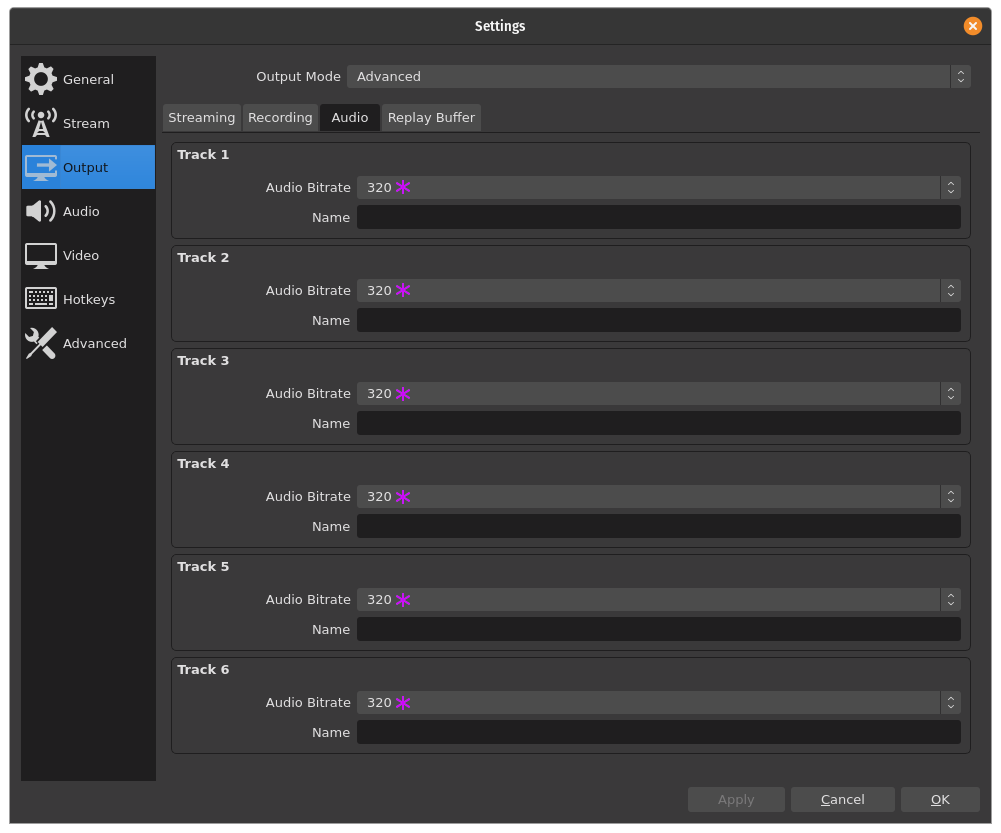 Settings
General
Stream
Output
Audio
Video
Hotkeys
Advanced
Output Mode Advanced
Streaming Recording Audio Replay Buffer
Track 1
Audio Bitrate 320 *
Name
Track 2
Audio Bitrate 320 *
Name
Track 3
Audio Bitrate 320 *
Name
Track 4
Audio Bitrate 320 *
Name
Track 5
Audio Bitrate 320 *
Name
Track 6
Audio Bitrate 320 *
Name
Apply Cancel OK